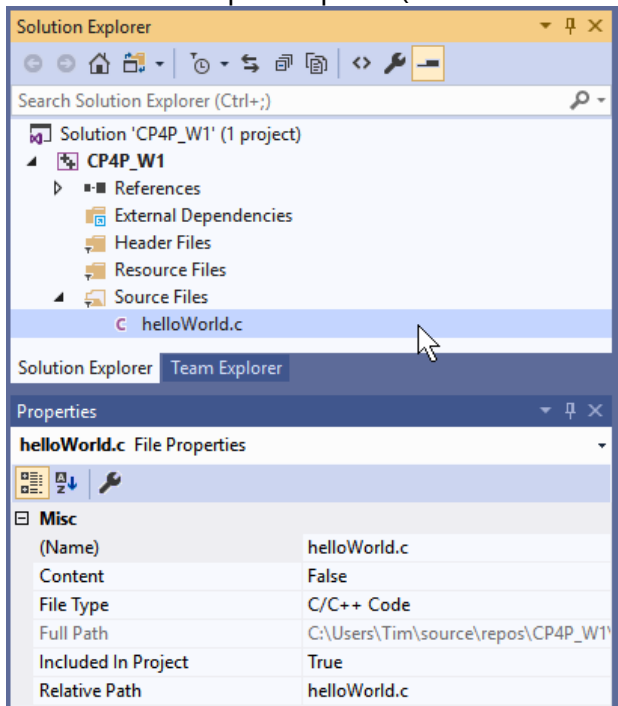 Solution Explorer
Search Solution Explorer (Ctrl+;)
Solution 'CP4P_W1' (1 project)
CP4P_W1
References
External Dependencies
Header Files
Resource Files
Source Files
helloWorld.c
Solution Explorer Team Explorer
Properties
helloWorld.c File Properties
Misc
(Name) helloWorld.c
Content False
File Type C/C++ Code
Full Path C:\Users\Tim\source\repos\CP4P_W1\
Included In Project True
Relative Path helloWorld.c